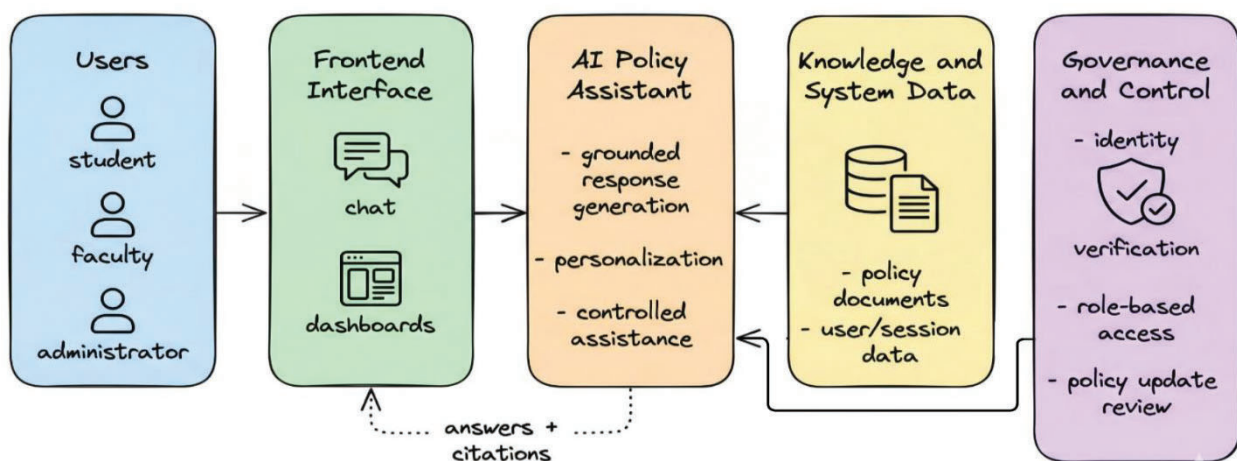 Users
student
faculty
administrator
Frontend
Interface
chat
dashboards
AI Policy
Assistant
- grounded
response
generation
- personalization
- controlled
assistance
Knowledge and
System Data
- policy
documents
- user/session
data
Governance
and Control
- identity
verification
- role-based
access
- policy update
review
answers +
citations